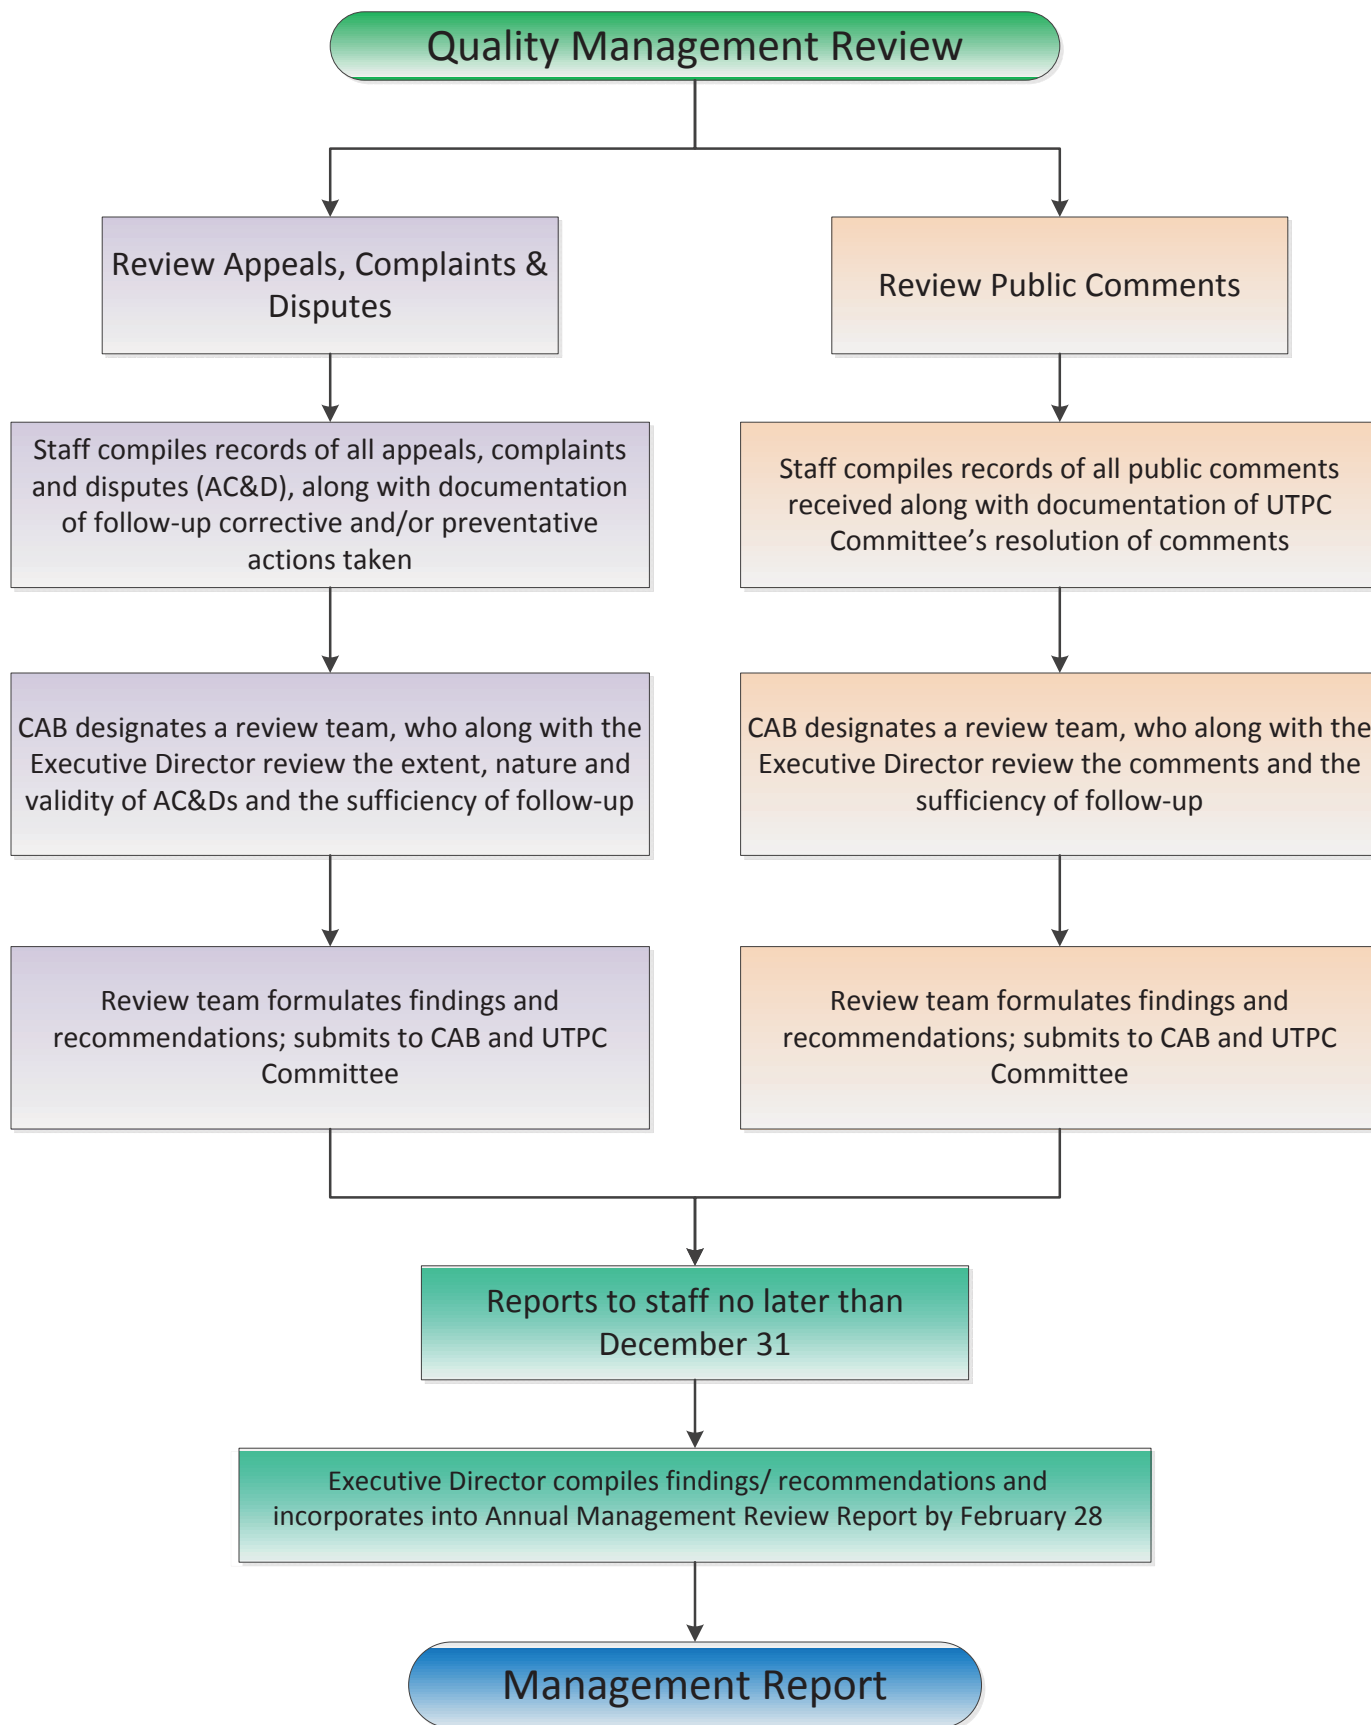 Quality Management Review
Review Appeals, Complaints &
Disputes
Review Public Comments
Staff compiles records of all appeals, complaints
and disputes (AC&D), along with documentation
of follow-up corrective and/or preventative
actions taken
Staff compiles records of all public comments
received along with documentation of UTPC
Committee’s resolution of comments
CAB designates a review team, who along with the
Executive Director review the extent, nature and
validity of AC&Ds and the sufficiency of follow-up
CAB designates a review team, who along with the
Executive Director review the comments and the
sufficiency of follow-up
Review team formulates findings and
recommendations; submits to CAB and UTPC
Committee
Review team formulates findings and
recommendations; submits to CAB and UTPC
Committee
Reports to staff no later than
December 31
Executive Director compiles findings/ recommendations and
incorporates into Annual Management Review Report by February 28
Management Report